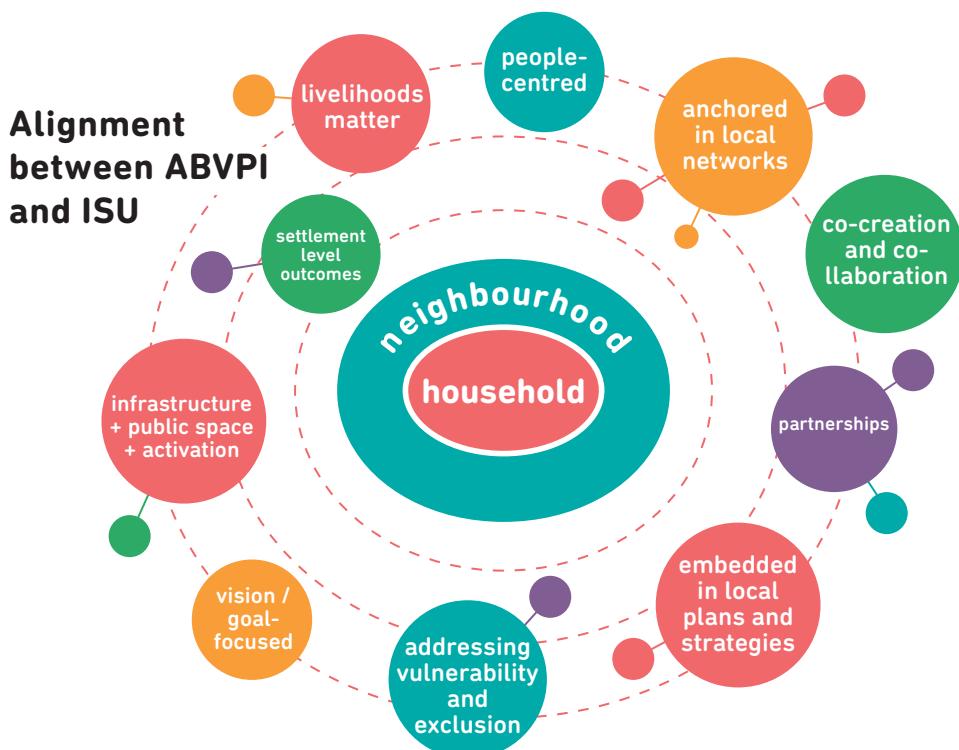 Alignment
between ABVPI
and ISU
livelihoods
matter
people-
centred
anchored
in local
networks
co-creation
and co-
llaboration
settlement
level
outcomes
neighbourhood
household
infrastructure
+ public space
+ activation
partnerships
vision /
goal-
focused
addressing
vulnerability
and
exclusion
embedded
in local
plans and
strategies